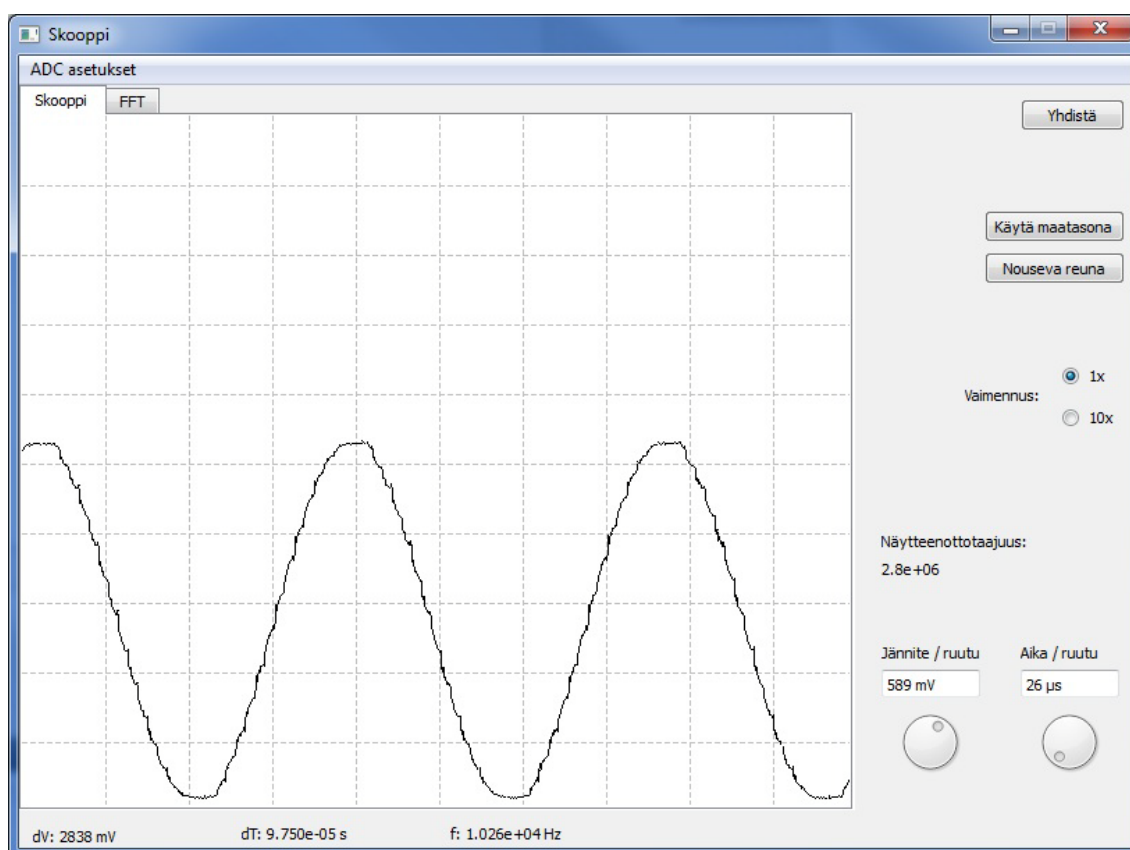 Skooppi
ADC asetukset
Skooppi
FFT
Yhdistä
Käytä maatasona
Nouseva reuna
Vaimennus:
1x
10x
Näytteenottotaajuus:
2.8e+06
Jännite / ruutu
Aika / ruutu
589 mV
26 µs
dV: 2838 mV
dT: 9.750e-05 s
f: 1.026e+04 Hz